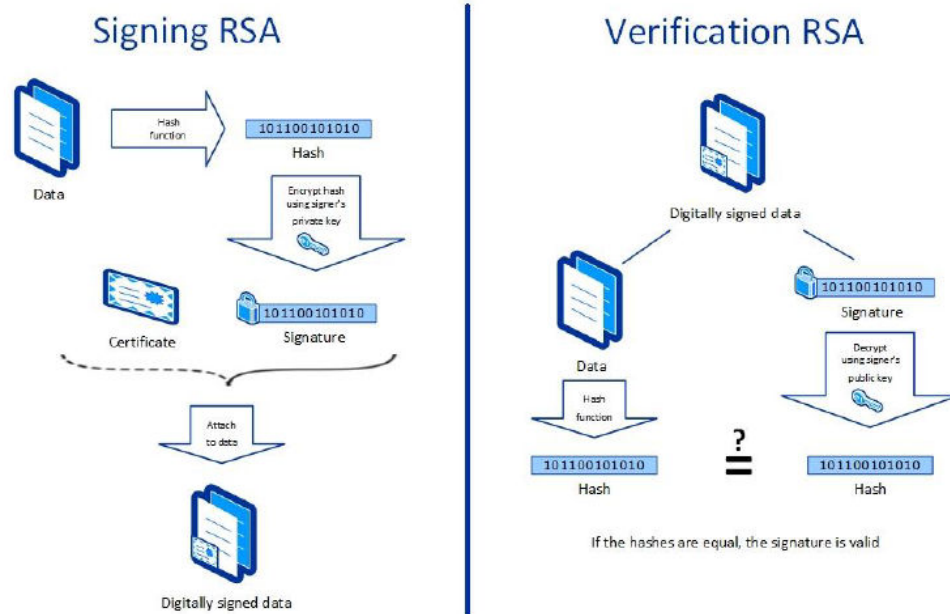 Signing RSA
Data
Hash
function
101100101010
Hash
Encrypt hash
using signer's
private key
Certificate
101100101010
Signature
Attach
to data
Digitally signed data
Verification RSA
Digitally signed data
Data
101100101010
Signature
Hash
function
Decrypt
using signer's
public key
101100101010
Hash
?
=
101100101010
Hash
If the hashes are equal, the signature is valid